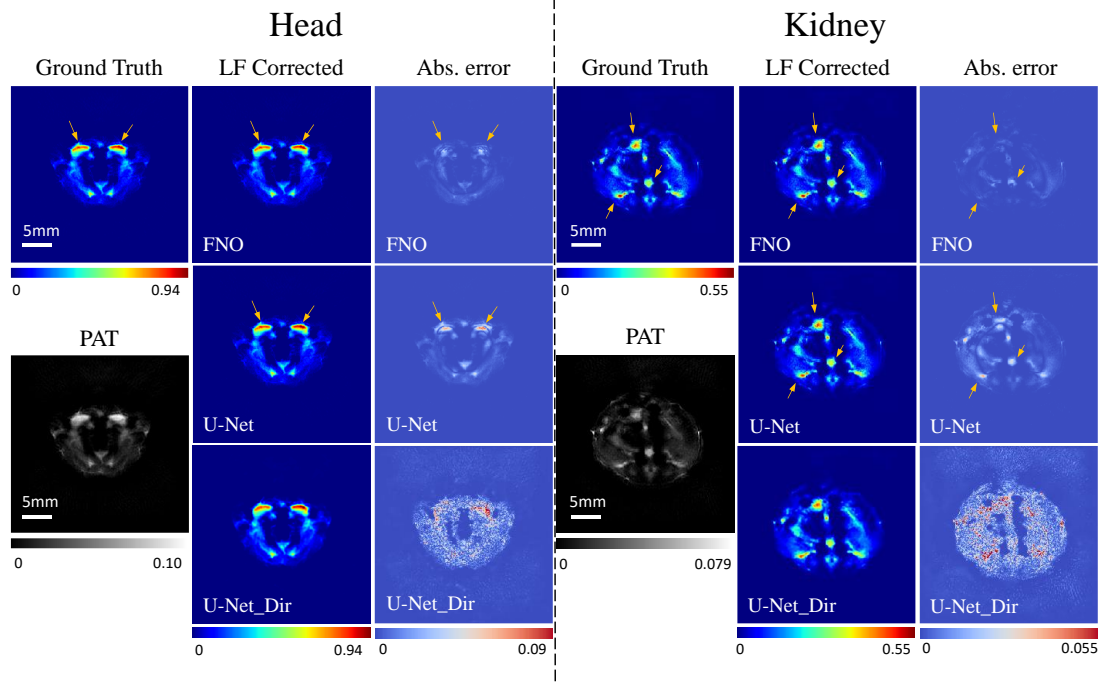 Head
Kidney
Ground Truth
LF Corrected
Abs. error
Ground Truth
LF Corrected
Abs. error
5mm
FNO
FNO
5mm
FNO
FNO
0
0.94
0
0.55
PAT
PAT
U-Net
U-Net
U-Net
U-Net
5mm
5mm
0
0.10
0
0.079
U-Net_Dir
U-Net_Dir
U-Net_Dir
U-Net_Dir
0
0.94
0
0.09
0
0.55
0
0.055